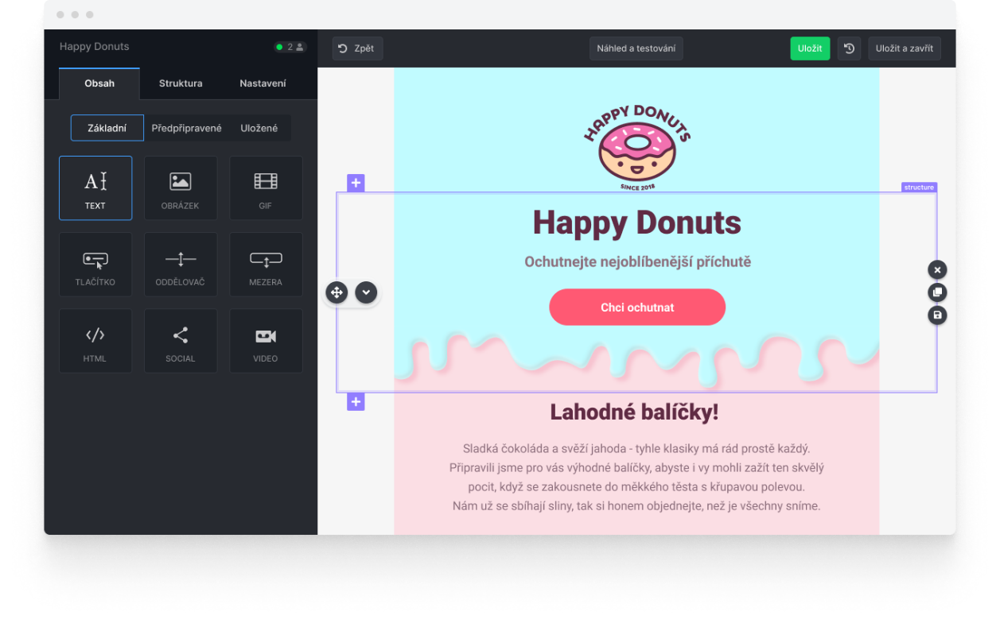 Happy Donuts
2
Zpět
Náhled a testování
Uložit
Uložit a zavřít
Obsah
Struktura
Nastavení
Základní
Předpřipravené
Uložené
TEXT
OBRÁZEK
GIF
TLAČÍTKO
ODDĚLOVAČ
MEZERA
HTML
SOCIAL
VIDEO
HAPPY DONUTS
SINCE 2018
structure
Happy Donuts
Ochutnejte nejoblíbenější příchutě
Chci ochutnat
Lahodné balíčky!
Sladká čokoláda a svěží jahoda - tyhle klasiky má rád prostě každý.
Připravili jsme pro vás výhodné balíčky, abyste i vy mohli zažít ten skvělý
pocit, když se zakousnete do měkkého těsta s křupavou polevou.
Nám už se sbíhají sliny, tak si honem objednejte, než je všechny sníme.